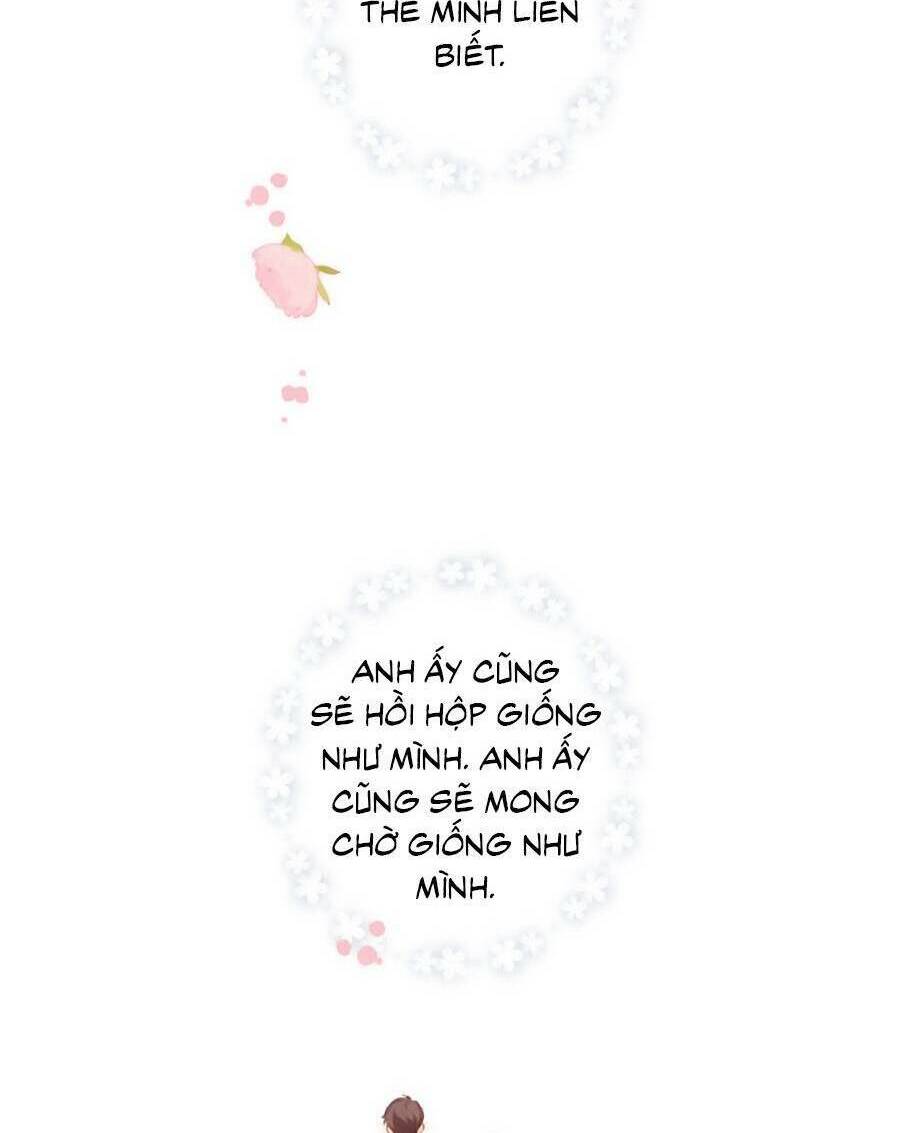 THẾ MÌNH LIỀN
BIẾT.
ANH ẤY CŨNG
SẼ HỒI HỘP GIỐNG
NHƯ MÌNH. ANH ẤY
CŨNG SẼ MONG
CHỜ GIỐNG NHƯ
MÌNH.